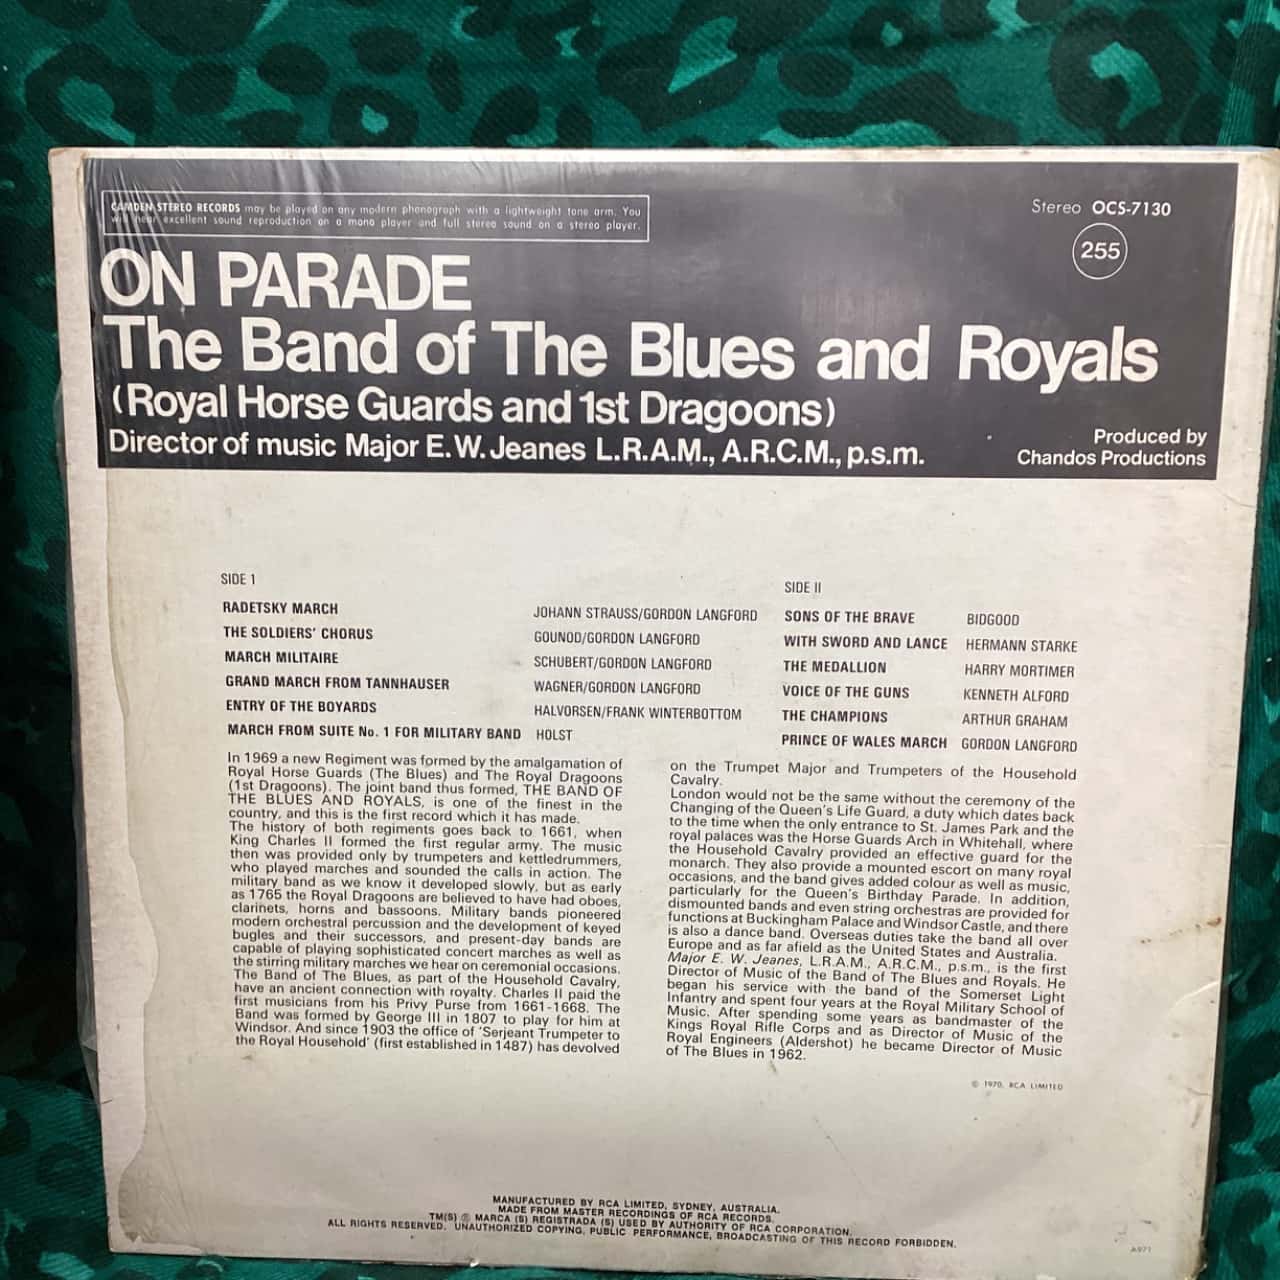 CAMDEN STEREO RECORDS may be played on any modern phonograph with a lightweight tone arm. You
will hear excellent sound reproduction on a mono player and full stereo sound on a stereo player.
Stereo OCS-7130
255
ON PARADE
The Band of The Blues and Royals
(Royal Horse Guards and 1st Dragoons)
Director of music Major E.W. Jeanes L.R.A.M., A.R.C.M., p.s.m.
Produced by
Chandos Productions
SIDE 1
RADETSKY MARCH JOHANN STRAUSS/GORDON LANGFORD
THE SOLDIERS' CHORUS GOUNOD/GORDON LANGFORD
MARCH MILITAIRE SCHUBERT/GORDON LANGFORD
GRAND MARCH FROM TANNHAUSER WAGNER/GORDON LANGFORD
ENTRY OF THE BOYARDS HALVORSEN/FRANK WINTERBOTTOM
MARCH FROM SUITE No. 1 FOR MILITARY BAND HOLST
SIDE II
SONS OF THE BRAVE BIDGOOD
WITH SWORD AND LANCE HERMANN STARKE
THE MEDALLION HARRY MORTIMER
VOICE OF THE GUNS KENNETH ALFORD
THE CHAMPIONS ARTHUR GRAHAM
PRINCE OF WALES MARCH GORDON LANGFORD
In 1969 a new Regiment was formed by the amalgamation of
Royal Horse Guards (The Blues) and The Royal Dragoons
(1st Dragoons). The joint band thus formed, THE BAND OF
THE BLUES AND ROYALS, is one of the finest in the
country, and this is the first record which it has made.
The history of both regiments goes back to 1661, when
King Charles II formed the first regular army. The music
then was provided only by trumpeters and kettledrummers,
who played marches and sounded the calls in action. The
military band as we know it developed slowly, but as early
as 1765 the Royal Dragoons are believed to have had oboes,
clarinets, horns and bassoons. Military bands pioneered
modern orchestral percussion and the development of keyed
bugles and their successors, and present-day bands are
capable of playing sophisticated concert marches as well as
the stirring military marches we hear on ceremonial occasions.
The Band of The Blues, as part of the Household Cavalry,
have an ancient connection with royalty. Charles II paid the
first musicians from his Privy Purse from 1661-1668. The
Band was formed by George III in 1807 to play for him at
Windsor. And since 1903 the office of 'Serjeant Trumpeter to
the Royal Household' (first established in 1487) has devolved
on the Trumpet Major and Trumpeters of the Household
Cavalry.
London would not be the same without the ceremony of the
Changing of the Queen's Life Guard, a duty which dates back
to the time when the only entrance to St. James Park and the
royal palaces was the Horse Guards Arch in Whitehall, where
the Household Cavalry provided an effective guard for the
monarch. They also provide a mounted escort on many royal
occasions, and the band gives added colour as well as music,
particularly for the Queen's Birthday Parade. In addition,
dismounted bands and even string orchestras are provided for
functions at Buckingham Palace and Windsor Castle, and there
is also a dance band. Overseas duties take the band all over
Europe and as far afield as the United States and Australia.
Major E. W. Jeanes, L.R.A.M., A.R.C.M., p.s.m., is the first
Director of Music of the Band of The Blues and Royals. He
began his service with the band of the Somerset Light
Infantry and spent four years at the Royal Military School of
Music. After spending some years as bandmaster of the
Kings Royal Rifle Corps and as Director of Music of the
Royal Engineers (Aldershot) he became Director of Music
of The Blues in 1962.
© 1970, RCA LIMITED
MANUFACTURED BY RCA LIMITED, SYDNEY, AUSTRALIA.
MADE FROM MASTER RECORDINGS OF RCA RECORDS.
TM(S) ® MARCA (S) REGISTRADA (S) USED BY AUTHORITY OF RCA CORPORATION.
ALL RIGHTS RESERVED. UNAUTHORIZED COPYING, PUBLIC PERFORMANCE, BROADCASTING OF THIS RECORD FORBIDDEN.
A971